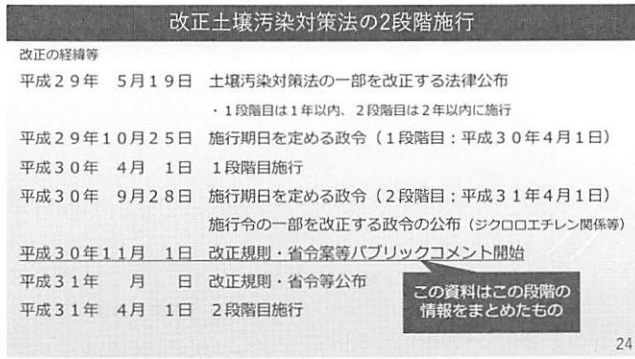 改正土壌汚染対策法の2段階施行
改正の経緯等
平成29年 5月19日 土壌汚染対策法の一部を改正する法律公布
・1段階目は1年以内、2段階目は2年以内に施行
平成29年10月25日 施行期日を定める政令（1段階目：平成30年4月1日）
平成30年 4月 1日 1段階目施行
平成30年 9月28日 施行期日を定める政令（2段階目：平成31年4月1日）
施行令の一部を改正する政令の公布（ジクロロエチレン関係等）
平成30年11月 1日 改正規則・省令案等パブリックコメント開始
平成31年 月 日 改正規則・省令等公布
平成31年 4月 1日 2段階目施行
この資料はこの段階の
情報をまとめたもの
24